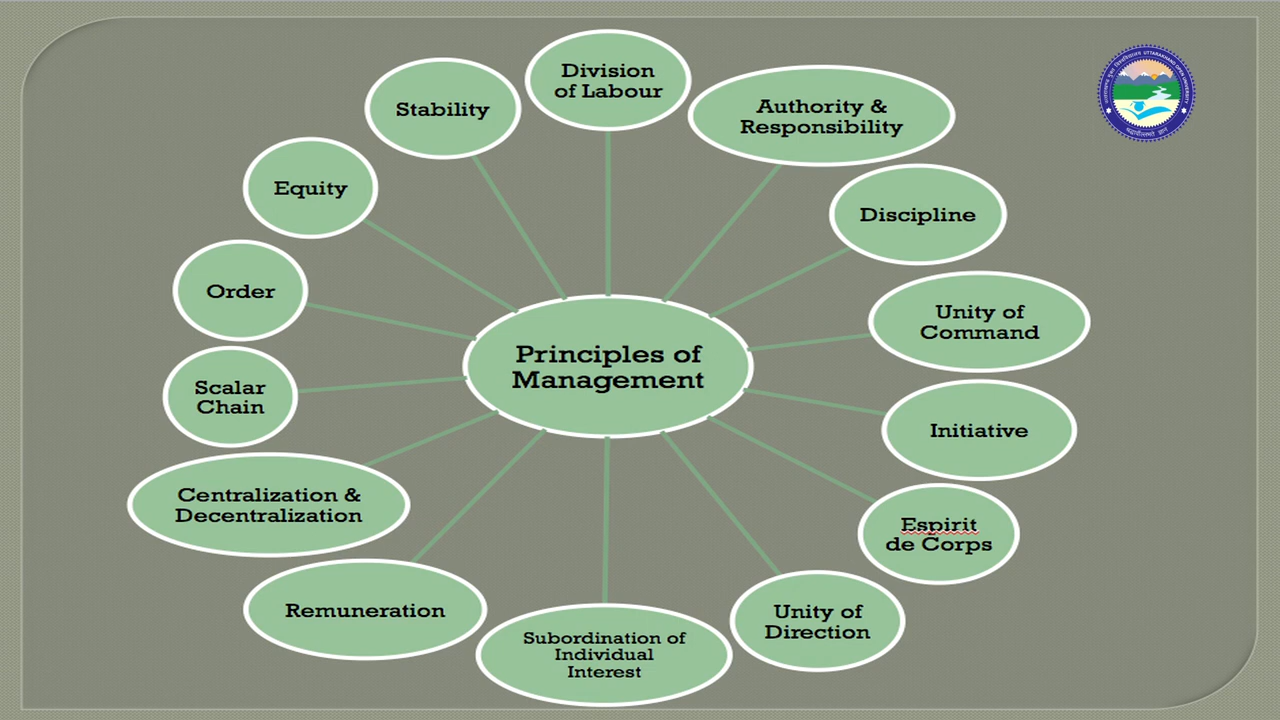 Division
of Labour
Authority &
Responsibility
Discipline
Unity of
Command
Initiative
Espirit
de Corps
Unity of
Direction
Subordination of
Individual
Interest
Remuneration
Centralization &
Decentralization
Scalar
Chain
Order
Equity
Stability
Principles of
Management